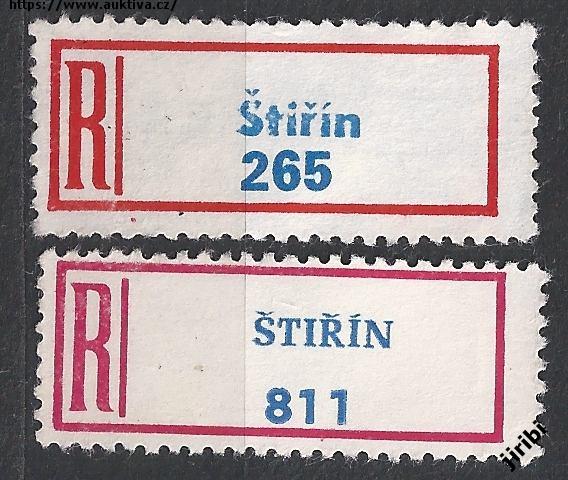 https://www.auktiva.cz/
R
Štiřín
265
R
ŠTIŘÍN
811
jiribi